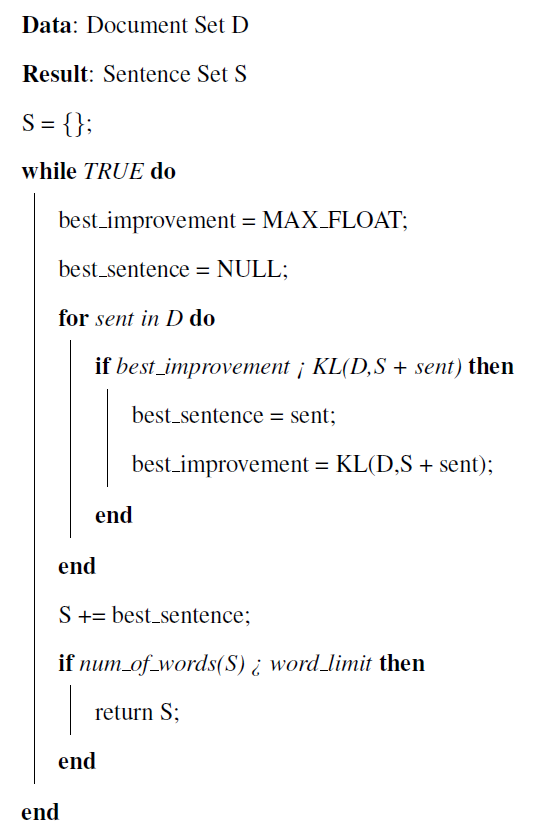 Data: Document Set D
Result: Sentence Set S
S = {};
while TRUE do
best_improvement = MAX_FLOAT;
best_sentence = NULL;
for sent in D do
if best_improvement ¡ KL(D,S + sent) then
best_sentence = sent;
best_improvement = KL(D,S + sent);
end
end
S += best_sentence;
if num_of_words(S) ¿ word_limit then
return S;
end
end